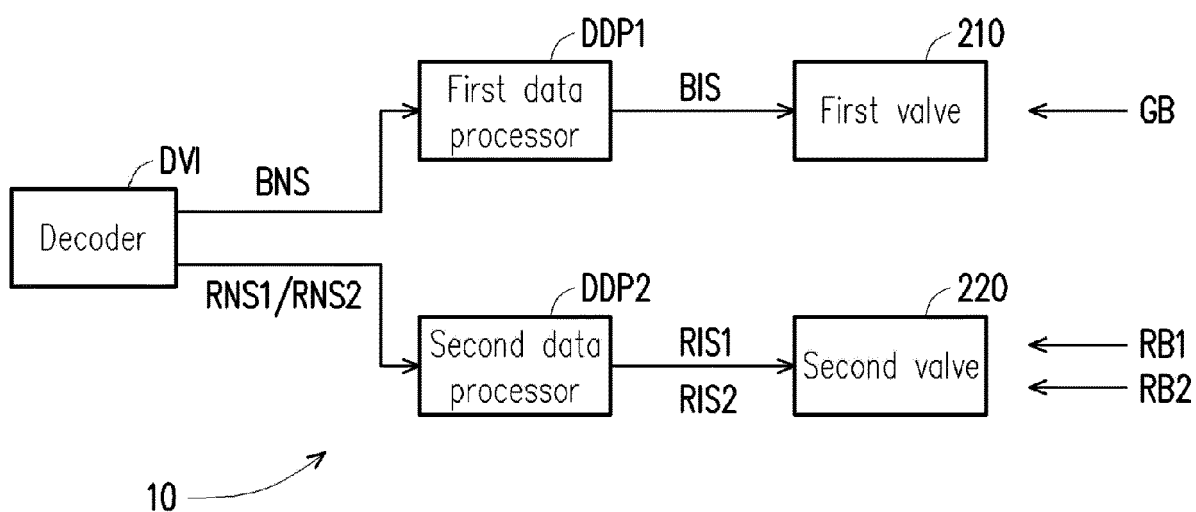 DDP1
210
First data
processor
BIS
First valve
GB
DVI
BNS
Decoder
RNS1/RNS2
DDP2
220
Second data
processor
RIS1
RIS2
Second valve
RB1
RB2
10